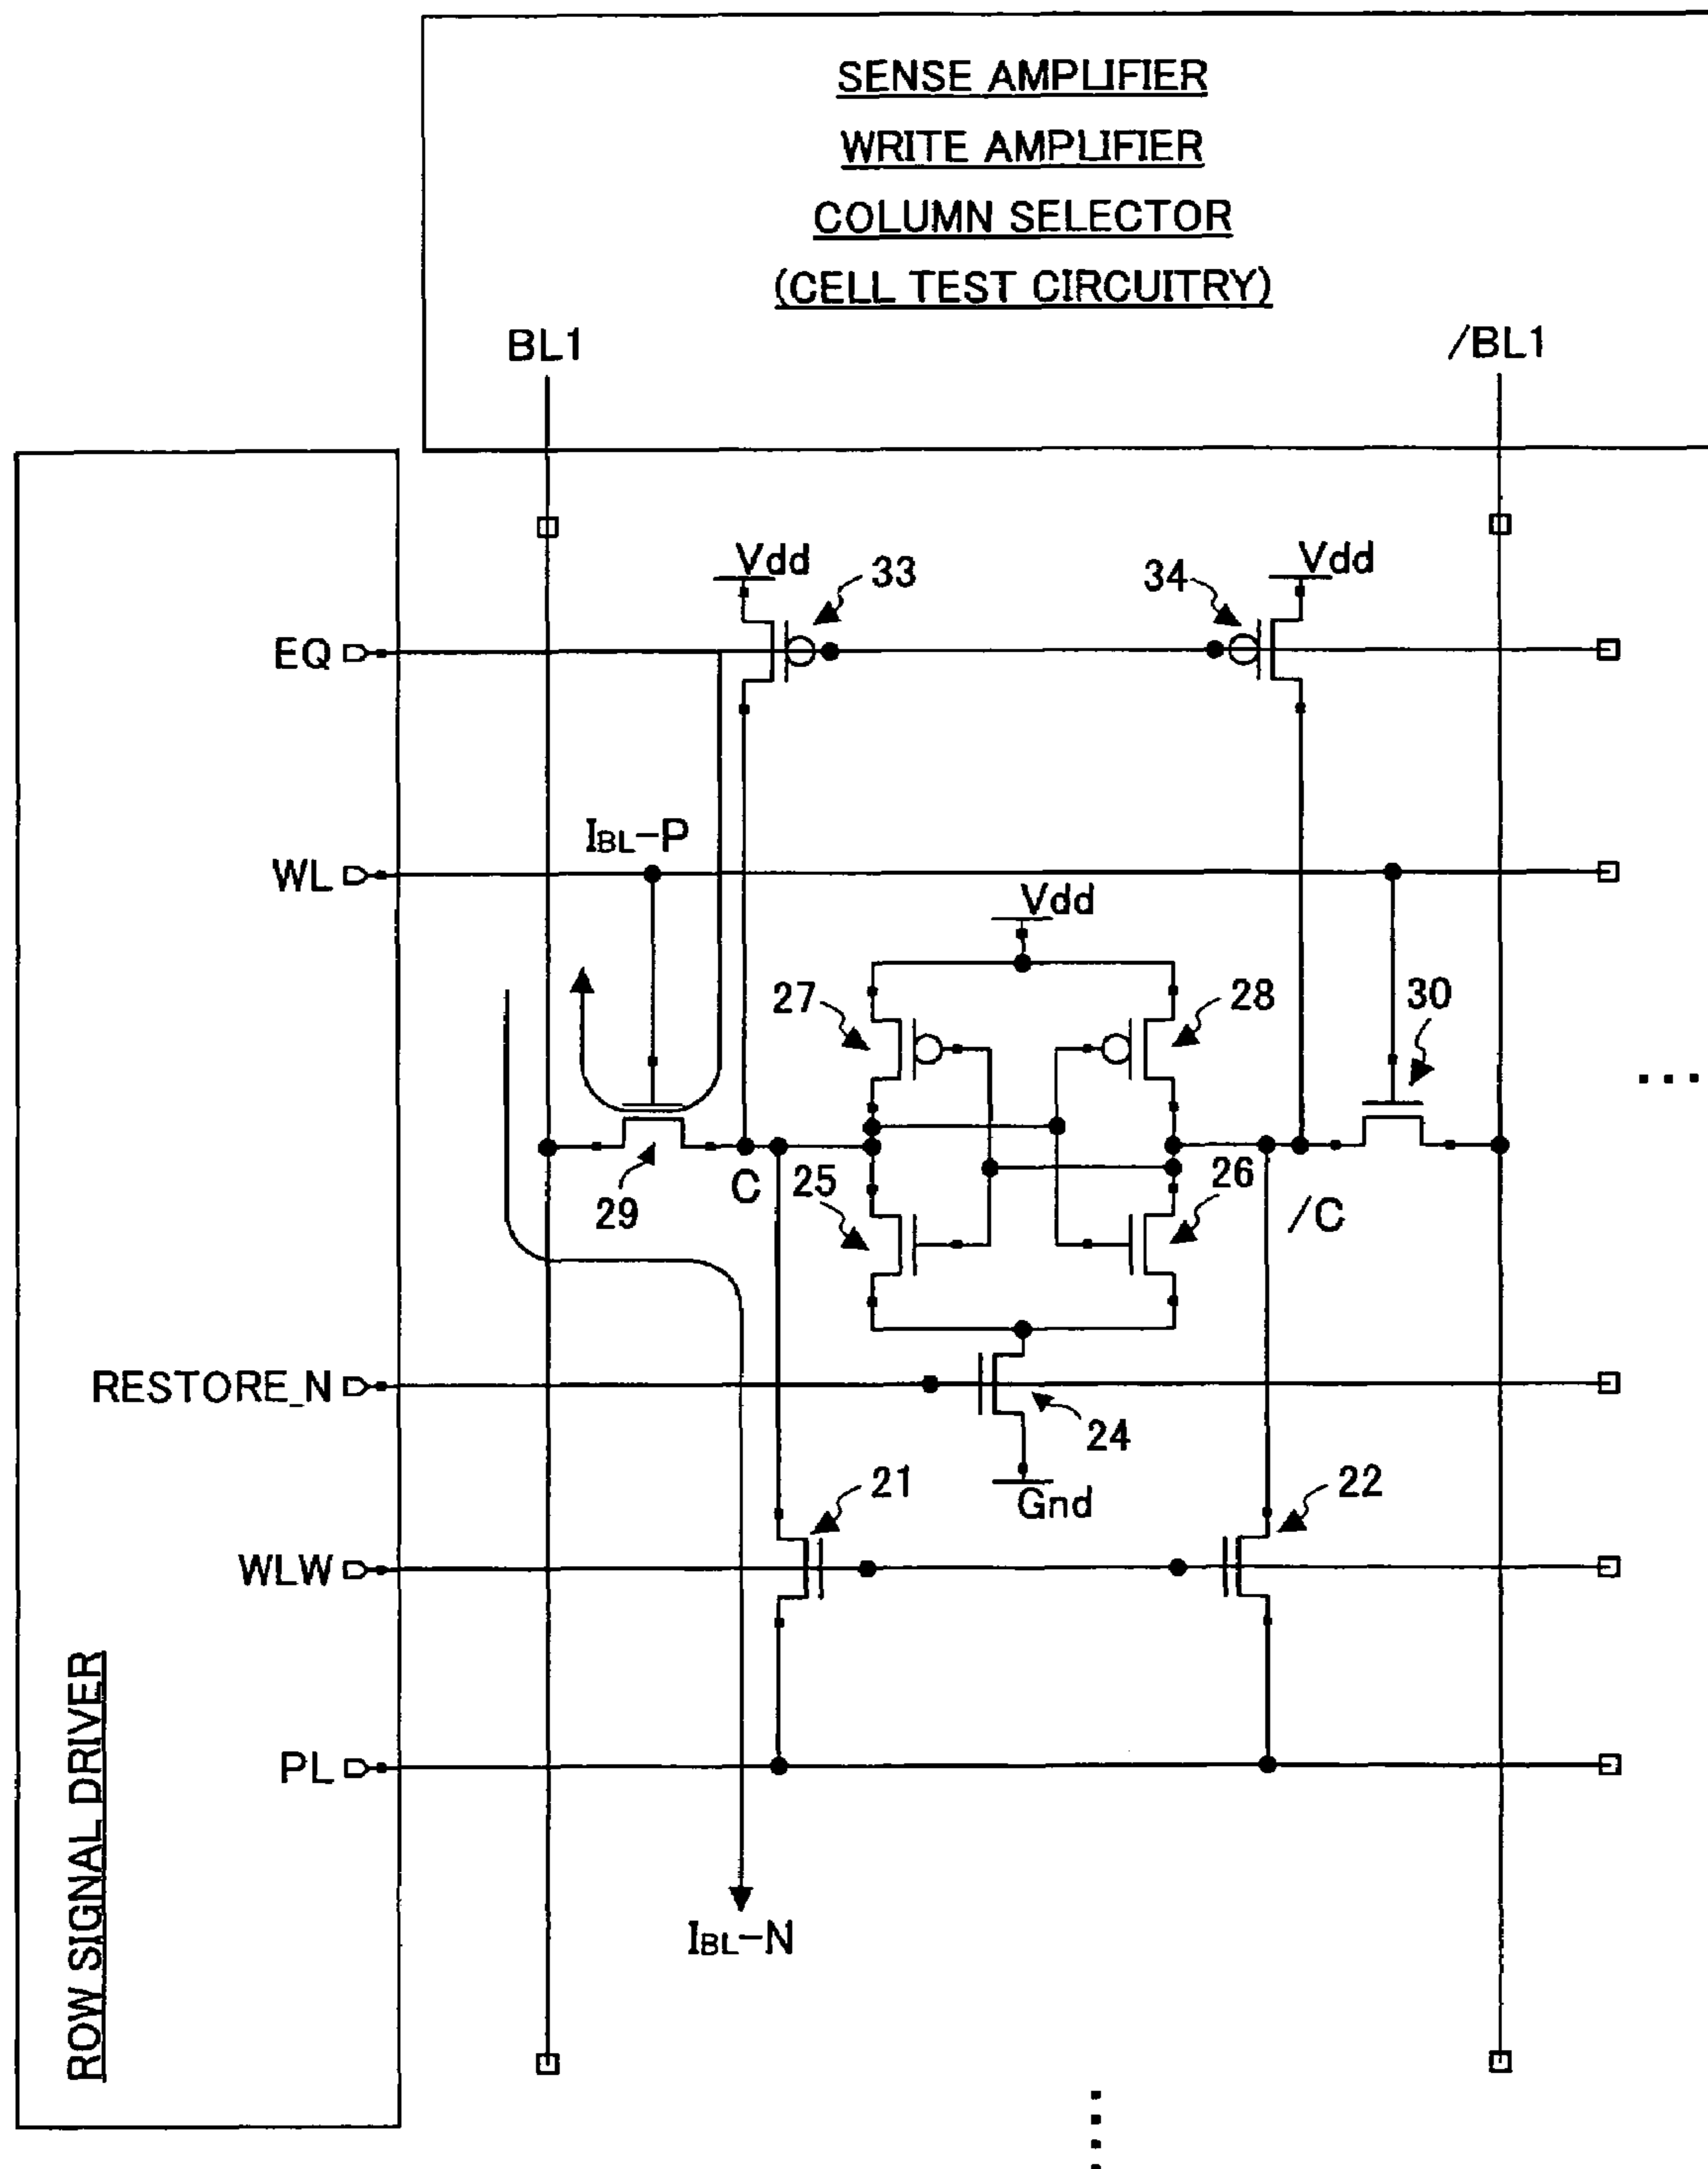 SENSE AMPLIFIER
WRITE AMPLIFIER
COLUMN SELECTOR
(CELL TEST CIRCUITRY)
BL1
/BL1
Vdd
33
34
Vdd
EQ
IBL-P
WL
Vdd
27
28
30
29
C
25
26
/C
RESTORE_N
24
Gnd
21
22
WLW
PL
IBL-N
ROW SIGNAL DRIVER